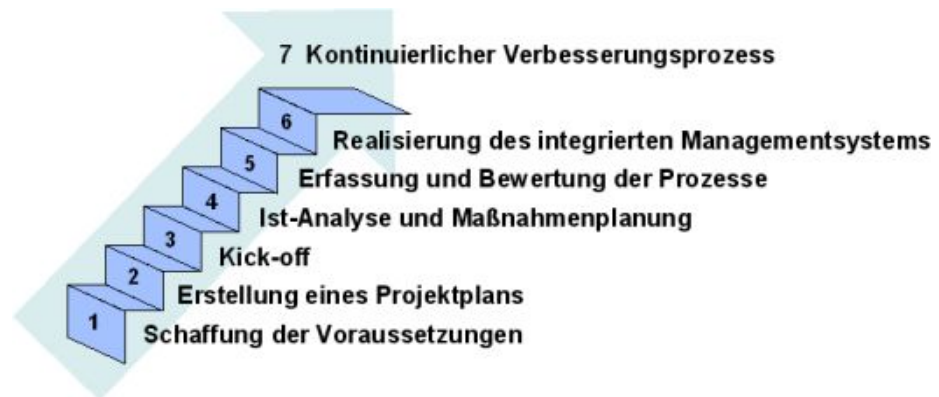 7 Kontinuierlicher Verbesserungsprozess
6 Realisierung des integrierten Managementsystems
5 Erfassung und Bewertung der Prozesse
4 Ist-Analyse und Maßnahmenplanung
3 Kick-off
2 Erstellung eines Projektplans
1 Schaffung der Voraussetzungen